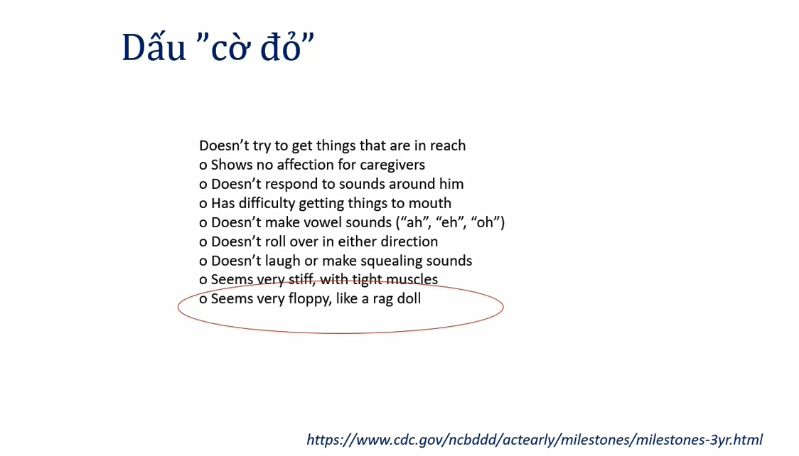 Dấu ”cờ đỏ”
Doesn’t try to get things that are in reach
o Shows no affection for caregivers
o Doesn’t respond to sounds around him
o Has difficulty getting things to mouth
o Doesn’t make vowel sounds (“ah”, “eh”, “oh”)
o Doesn’t roll over in either direction
o Doesn’t laugh or make squealing sounds
o Seems very stiff, with tight muscles
o Seems very floppy, like a rag doll
https://www.cdc.gov/ncbddd/actearly/milestones/milestones-3yr.html